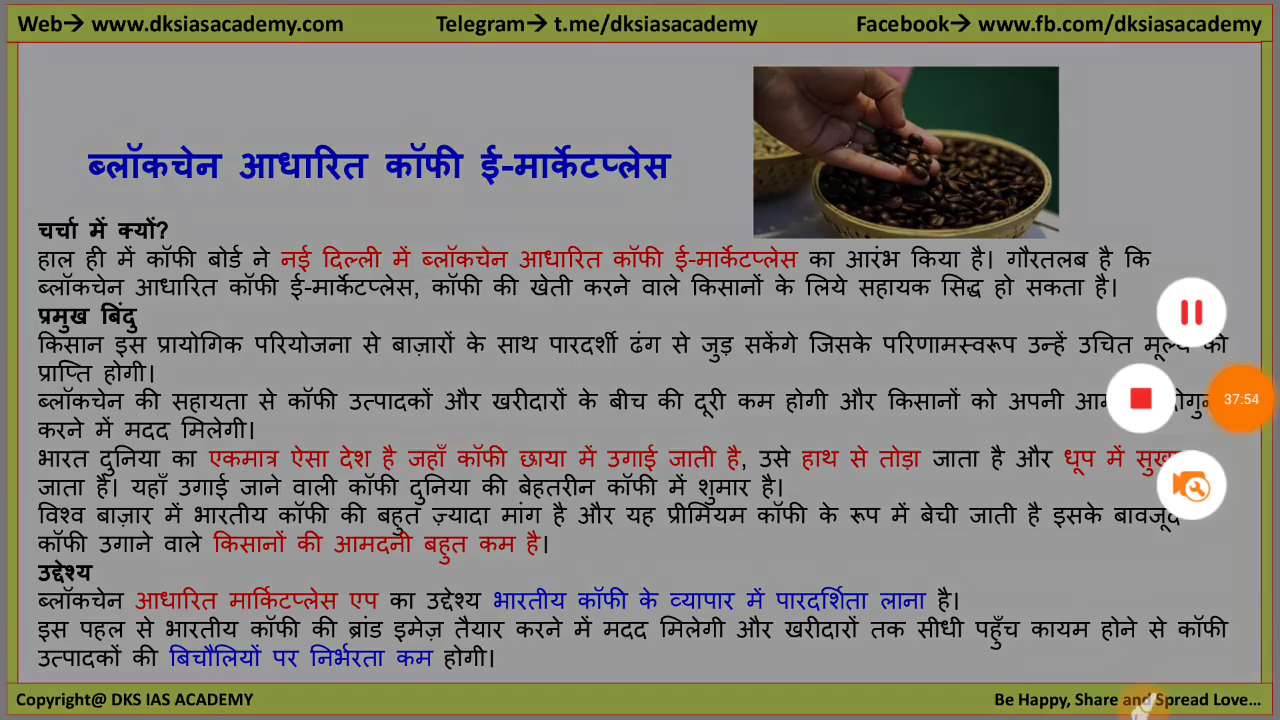 Web→ www.dksiasacademy.com Telegram→ t.me/dksiasacademy Facebook→ www.fb.com/dksiasacademy
ब्लॉकचेन आधारित कॉफी ई-मार्केटप्लेस
चर्चा में क्यों?
हाल ही में कॉफी बोर्ड ने नई दिल्ली में ब्लॉकचेन आधारित कॉफी ई-मार्केटप्लेस का आरंभ किया है। गौरतलब है कि
ब्लॉकचेन आधारित कॉफी ई-मार्केटप्लेस, कॉफी की खेती करने वाले किसानों के लिये सहायक सिद्ध हो सकता है।
प्रमुख बिंदु
किसान इस प्रायोगिक परियोजना से बाज़ारों के साथ पारदर्शी ढंग से जुड़ सकेंगे जिसके परिणामस्वरूप उन्हें उचित मूल्य को
प्राप्ति होगी।
ब्लॉकचेन की सहायता से कॉफी उत्पादकों और खरीदारों के बीच की दूरी कम होगी और किसानों को अपनी
करने में मदद मिलेगी।
भारत दुनिया का एकमात्र ऐसा देश है जहाँ कॉफी छाया में उगाई जाती है, उसे हाथ से तोड़ा जाता है और धूप में
जाता है। यहाँ उगाई जाने वाली कॉफी दुनिया की बेहतरीन कॉफी में शुमार है।
विश्व बाज़ार में भारतीय कॉफी की बहुत ज़्यादा मांग है और यह प्रीमियम कॉफी के रूप में बेची जाती है इसके बावजूद
कॉफी उगाने वाले किसानों की आमदनी बहुत कम है।
उद्देश्य
ब्लॉकचेन आधारित मार्किटप्लेस एप का उद्देश्य भारतीय कॉफी के व्यापार में पारदर्शिता लाना है।
इस पहल से भारतीय कॉफी की ब्रांड इमेज़ तैयार करने में मदद मिलेगी और खरीदारों तक सीधी पहुँच कायम होने से कॉफी
उत्पादकों की बिचौलियों पर निर्भरता कम होगी।
37:54
Copyright@ DKS IAS ACADEMY Be Happy, Share and Spread Love...